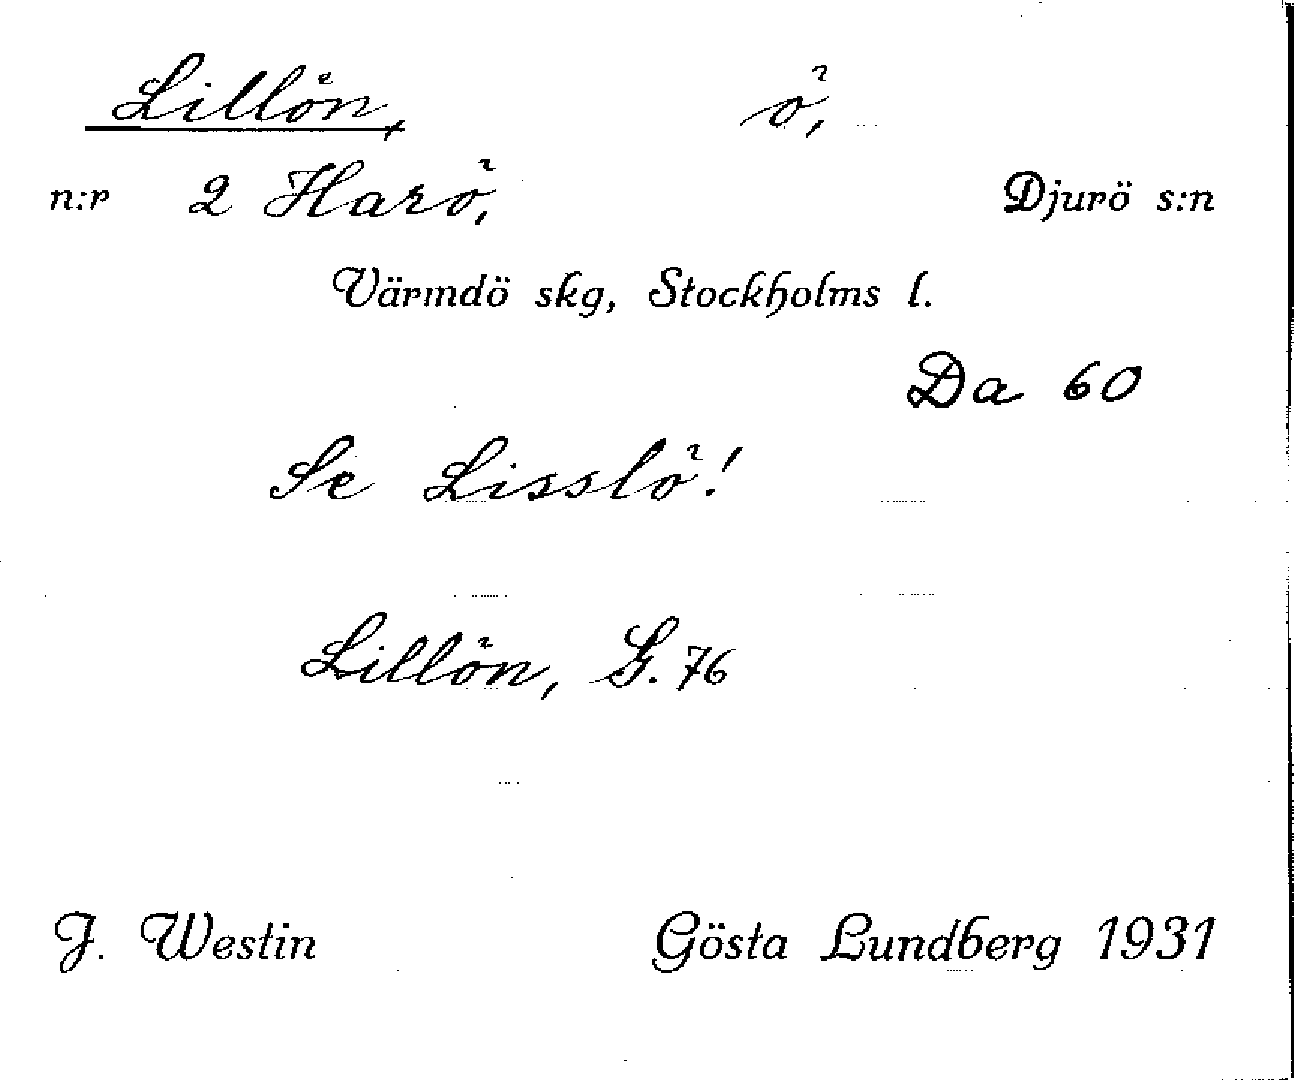 Lillön, ö,
n:r 2 Harö, Djurö s:n
Värmdö skg, Stockholms l.
Da 60
Se Lisslö!
Lillön, G. 76
J. Westin Gösta Lundberg 1931